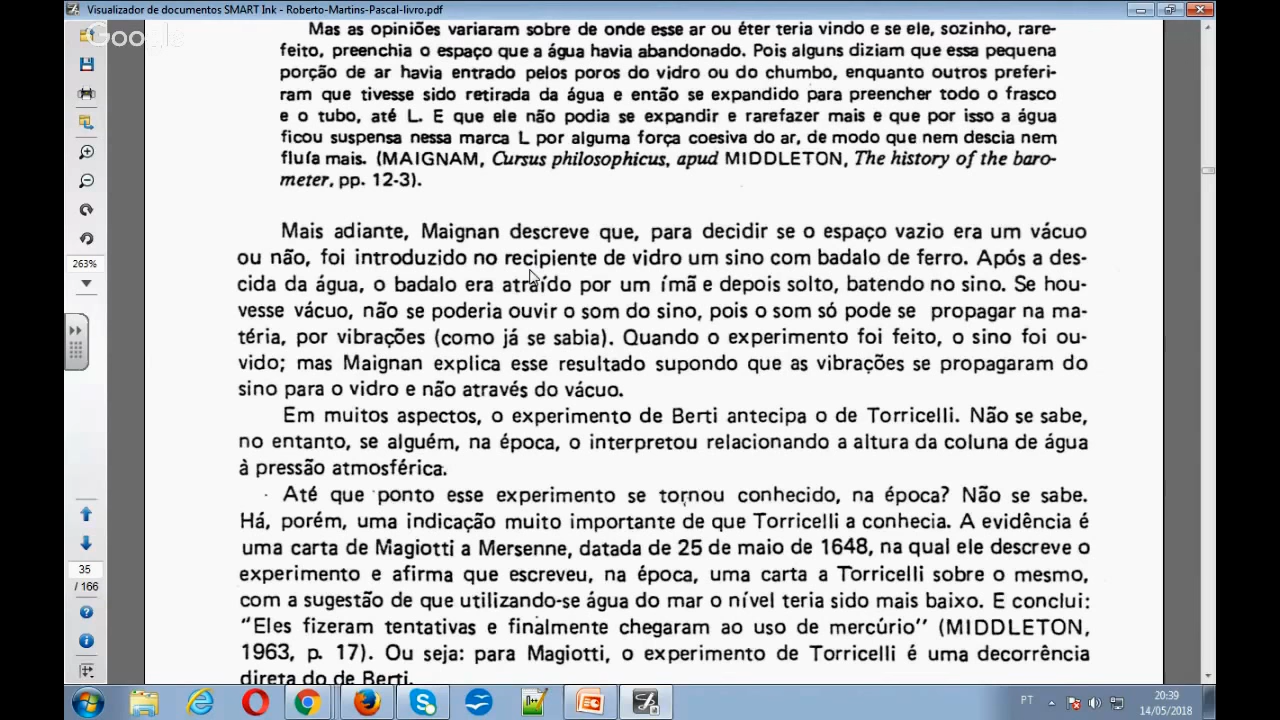 Visualizador de documentos SMART Ink - Roberto-Martins-Pascal-livro.pdf
Google
Mas as opiniões variaram sobre de onde esse ar ou éter teria vindo e se ele, sozinho, rare-
feito, preenchia o espaço que a água havia abandonado. Pois alguns diziam que essa pequena
porção de ar havia entrado pelos poros do vidro ou do chumbo, enquanto outros preferi-
ram que tivesse sido retirada da água e então se expandido para preencher todo o frasco
e o tubo, até L. E que ele não podia se expandir e rarefazer mais e que por isso a água
ficou suspensa nessa marca L por alguma força coesiva do ar, de modo que nem descia nem
fluía mais. (MAIGNAM, Cursus philosophicus, apud MIDDLETON, The history of the baro-
meter, pp. 12-3).
Mais adiante, Maignan descreve que, para decidir se o espaço vazio era um vácuo
ou não, foi introduzido no recipiente de vidro um sino com badalo de ferro. Após a des-
cida da água, o badalo era atraído por um ímã e depois solto, batendo no sino. Se hou-
vesse vácuo, não se poderia ouvir o som do sino, pois o som só pode se propagar na ma-
téria, por vibrações (como já se sabia). Quando o experimento foi feito, o sino foi ou-
vido; mas Maignan explica esse resultado supondo que as vibrações se propagaram do
sino para o vidro e não através do vácuo.
Em muitos aspectos, o experimento de Berti antecipa o de Torricelli. Não se sabe,
no entanto, se alguém, na época, o interpretou relacionando a altura da coluna de água
à pressão atmosférica.
Até que ponto esse experimento se tornou conhecido, na época? Não se sabe.
Há, porém, uma indicação muito importante de que Torricelli a conhecia. A evidência é
uma carta de Magiotti a Mersenne, datada de 25 de maio de 1648, na qual ele descreve o
experimento e afirma que escreveu, na época, uma carta a Torricelli sobre o mesmo,
com a sugestão de que utilizando-se água do mar o nível teria sido mais baixo. E conclui:
“Eles fizeram tentativas e finalmente chegaram ao uso de mercúrio” (MIDDLETON,
1963, p. 17). Ou seja: para Magiotti, o experimento de Torricelli é uma decorrência
direta do de Berti.
263%
35
/ 166
PT
20:39
14/05/2018